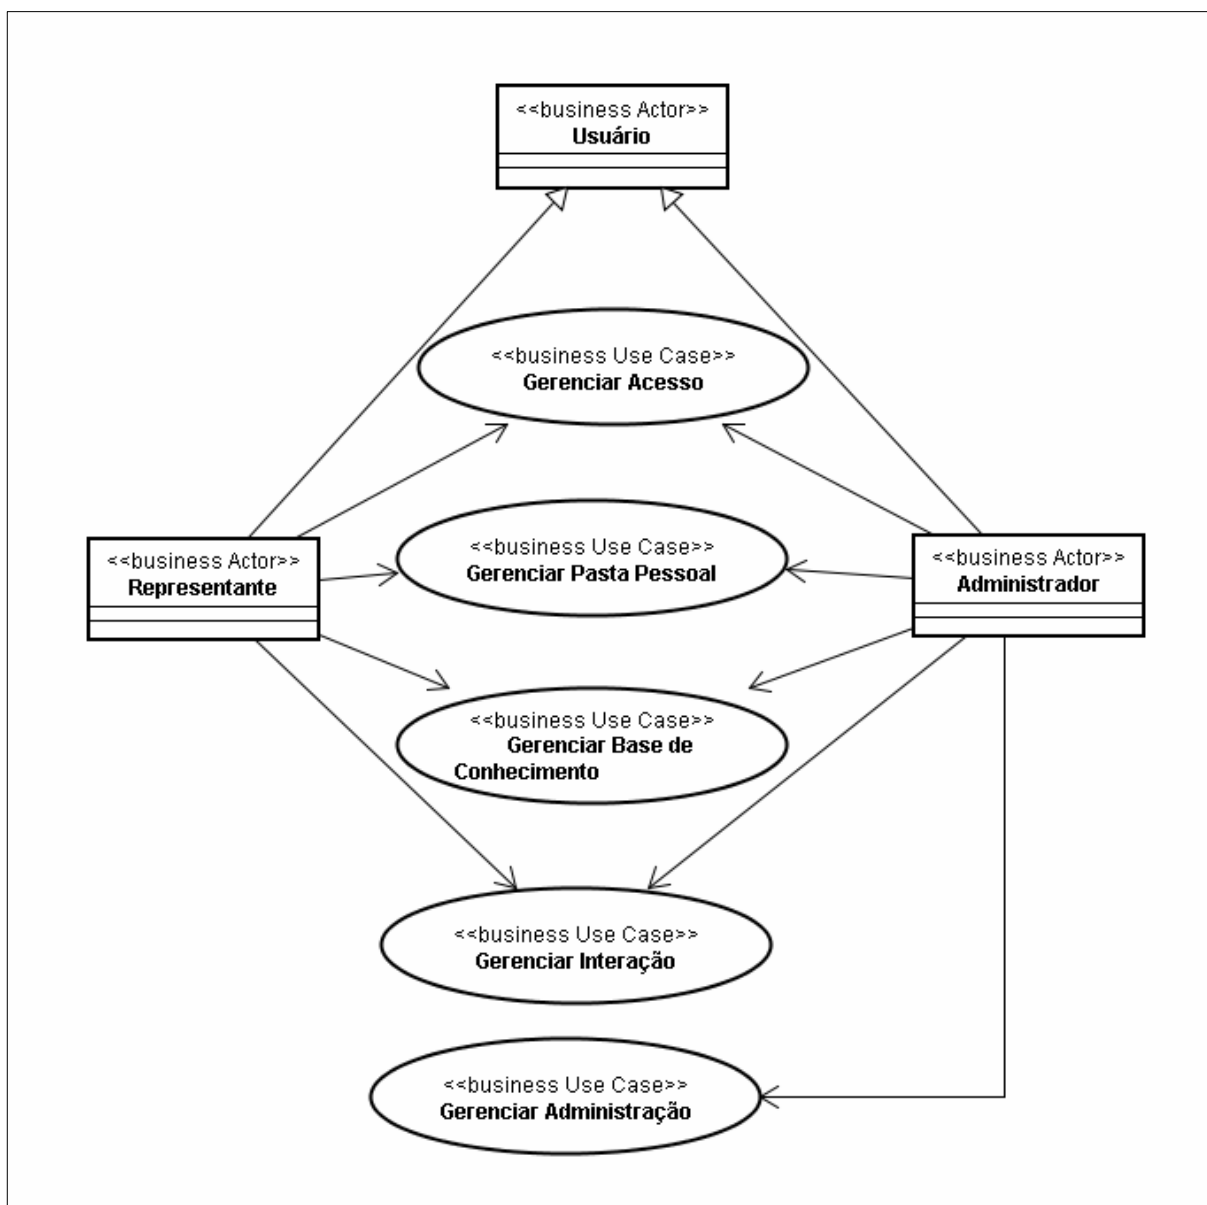 <<business Actor>>
Usuário
<<business Use Case>>
Gerenciar Acesso
<<business Use Case>>
Gerenciar Pasta Pessoal
<<business Actor>>
Representante
<<business Actor>>
Administrador
<<business Use Case>>
Gerenciar Base de
Conhecimento
<<business Use Case>>
Gerenciar Interação
<<business Use Case>>
Gerenciar Administração